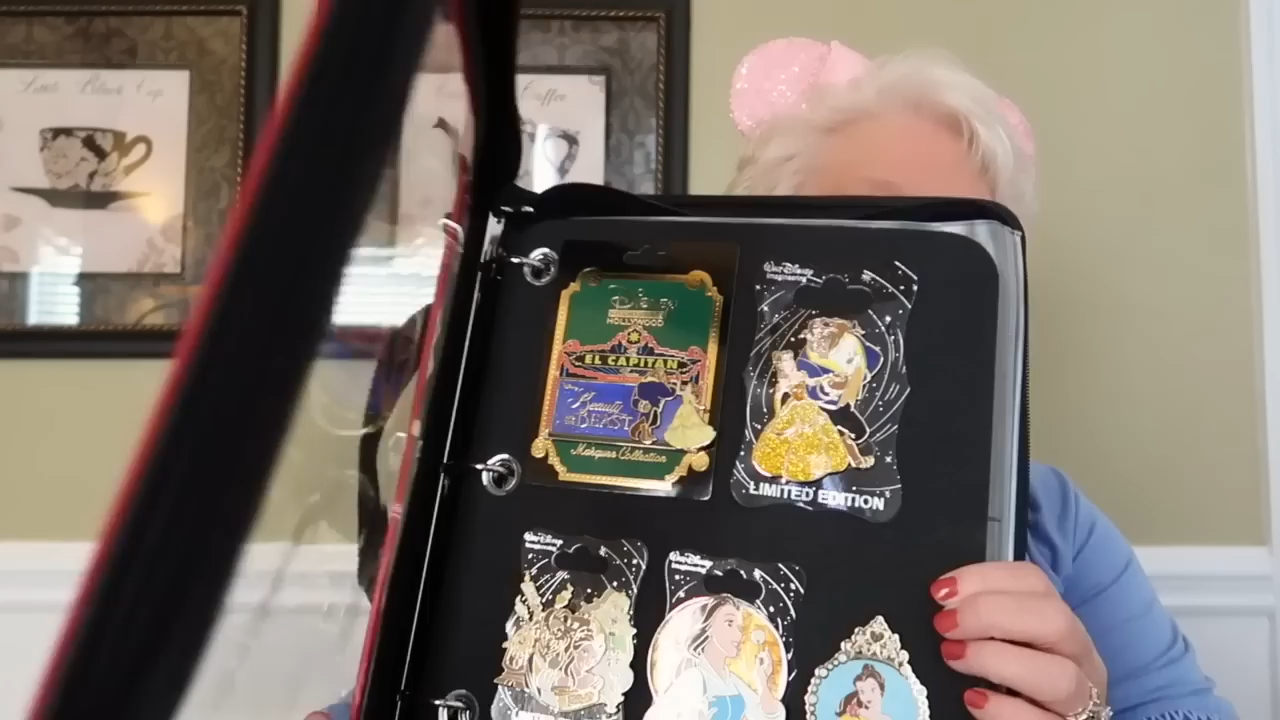 Little Black Cup
Coffee
Disney
HOLLYWOOD
EL CAPITAN
Beauty
and the
BEAST
Marquee Collection
WALT DISNEY
Imagineering
LIMITED EDITION
WALT DISNEY
Imagineering
WALT DISNEY
Imagineering